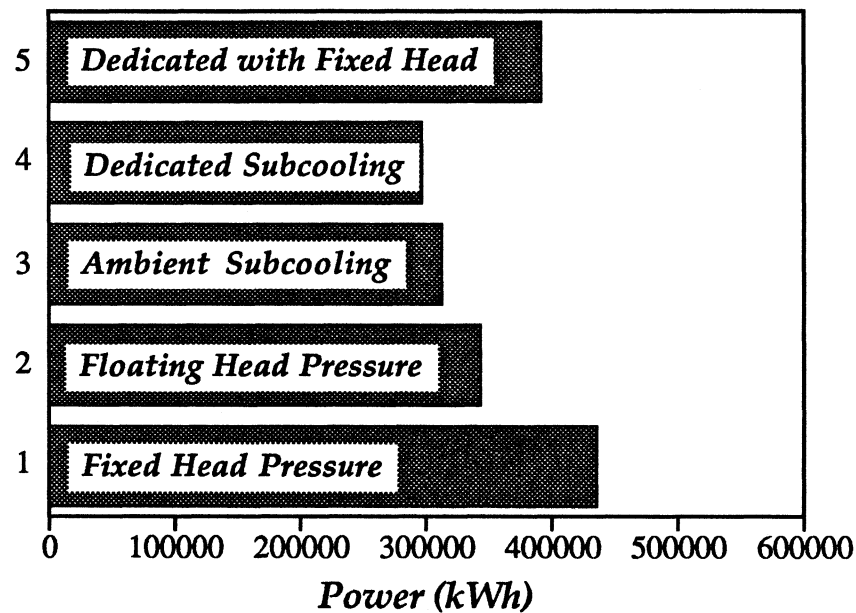 5 Dedicated with Fixed Head
4 Dedicated Subcooling
3 Ambient Subcooling
2 Floating Head Pressure
1 Fixed Head Pressure
0 100000 200000 300000 400000 500000 600000
Power (kWh)